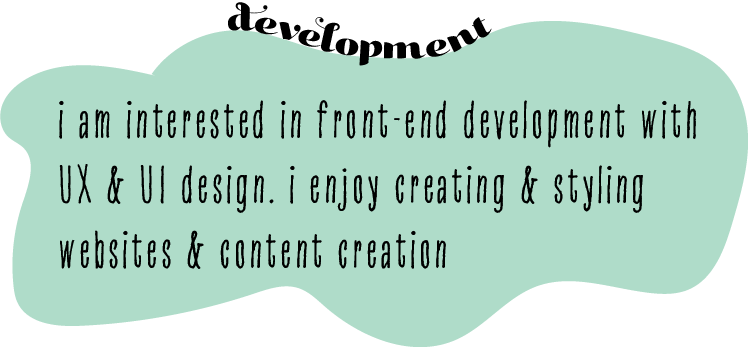 development
i am interested in front-end development with
UX & UI design. i enjoy creating & styling
websites & content creation